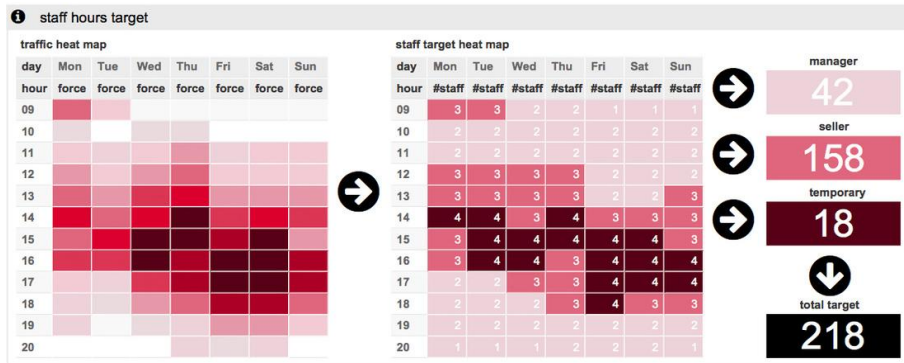 staff hours target
traffic heat map
day Mon Tue Wed Thu Fri Sat Sun
hour force force force force force force force
09
10
11
12
13
14
15
16
17
18
19
20
staff target heat map
day Mon Tue Wed Thu Fri Sat Sun
hour #staff #staff #staff #staff #staff #staff #staff
09 3 3 2 2 1 1 1
10 2 2 2 2 2 2 2
11 2 2 2 2 2 2 2
12 3 3 3 3 2 2 2
13 3 3 3 3 2 2 3
14 4 4 3 4 3 3 3
15 3 4 4 4 4 4 3
16 3 4 4 3 4 4 4
17 2 2 3 3 4 4 4
18 2 2 2 3 4 3 3
19 2 2 2 2 2 2 2
20 1 1 1 2 2 2 1
manager
42
seller
158
temporary
18
total target
218